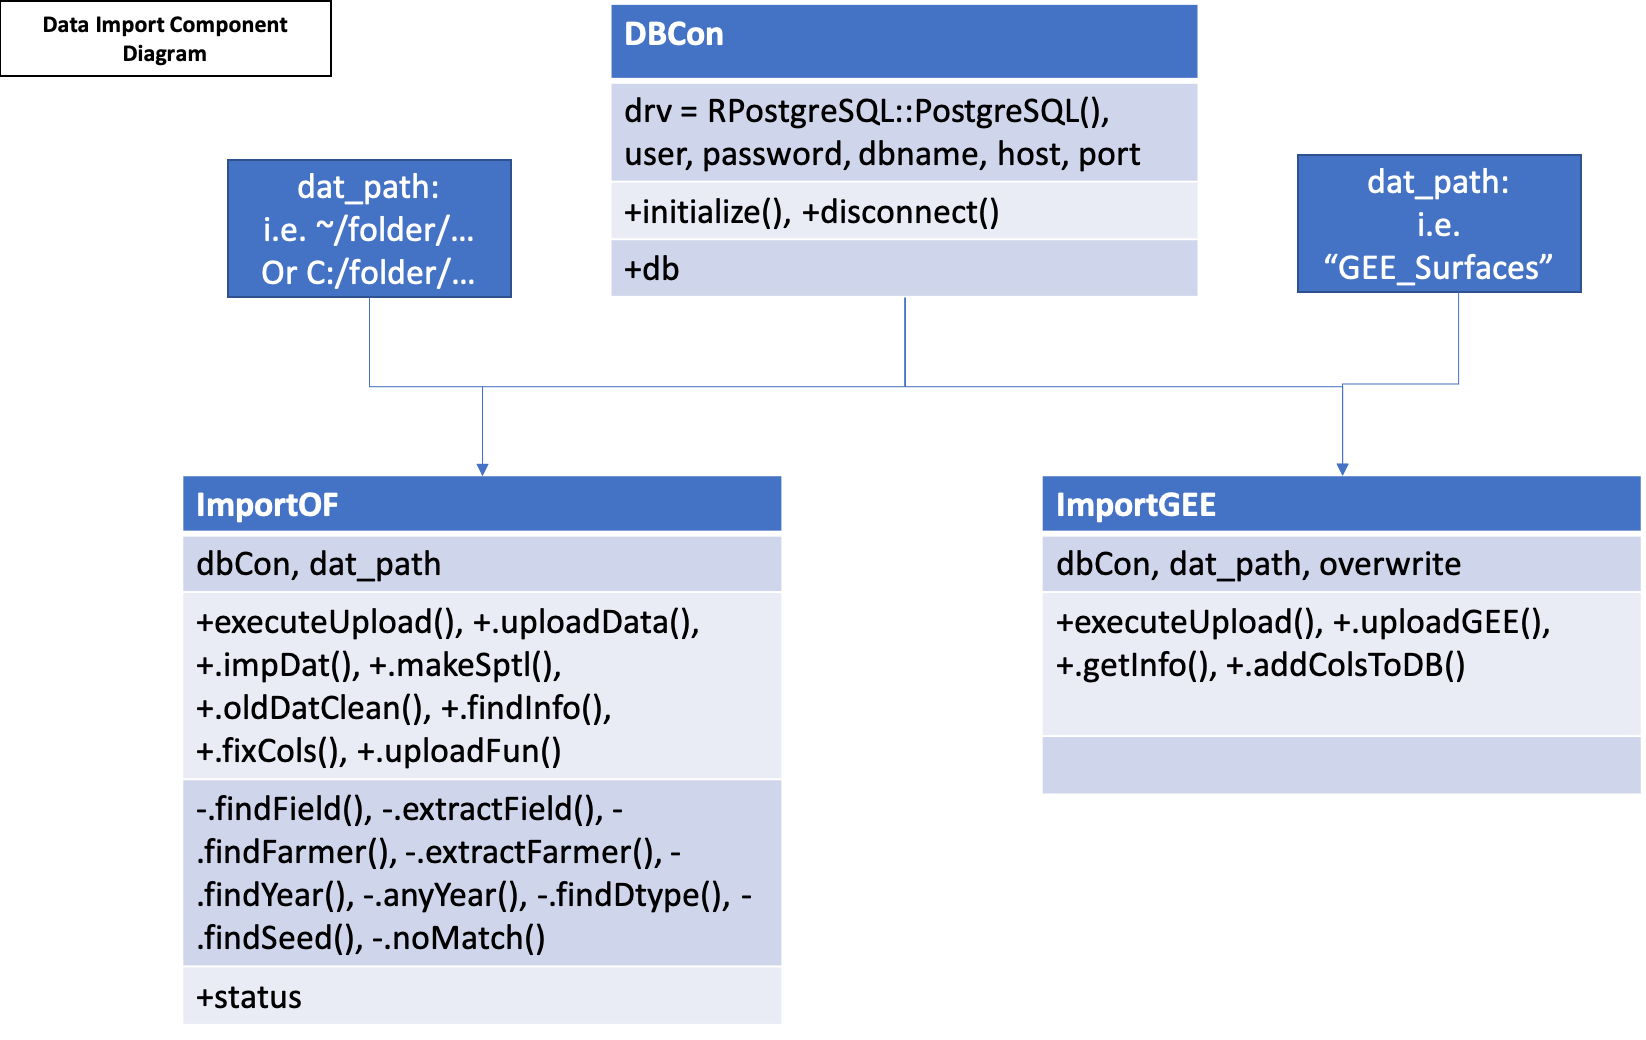 Data Import Component
Diagram
DBCon
drv = RPostgreSQL::PostgreSQL(),
user, password, dbname, host, port
+initialize(), +disconnect()
+db
dat_path:
i.e. ~/folder/...
Or C:/folder/...
dat_path:
i.e.
“GEE_Surfaces”
ImportOF
dbCon, dat_path
+executeUpload(), +.uploadData(),
+.impDat(), +.makeSptl(),
+.oldDatClean(), +.findInfo(),
+.fixCols(), +.uploadFun()
-.findField(), -.extractField(), -
.findFarmer(), -.extractFarmer(), -
.findYear(), -.anyYear(), -.findDtype(), -
.findSeed(), -.noMatch()
+status
ImportGEE
dbCon, dat_path, overwrite
+executeUpload(), +.uploadGEE(),
+.getInfo(), +.addColsToDB()